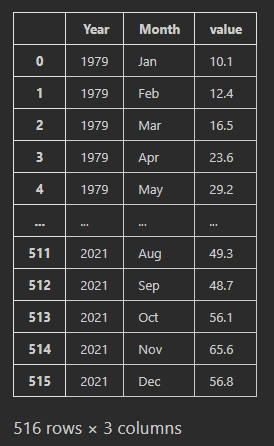 Year Month value
0 1979 Jan 10.1
1 1979 Feb 12.4
2 1979 Mar 16.5
3 1979 Apr 23.6
4 1979 May 29.2
... ... ... ...
511 2021 Aug 49.3
512 2021 Sep 48.7
513 2021 Oct 56.1
514 2021 Nov 65.6
515 2021 Dec 56.8
516 rows × 3 columns